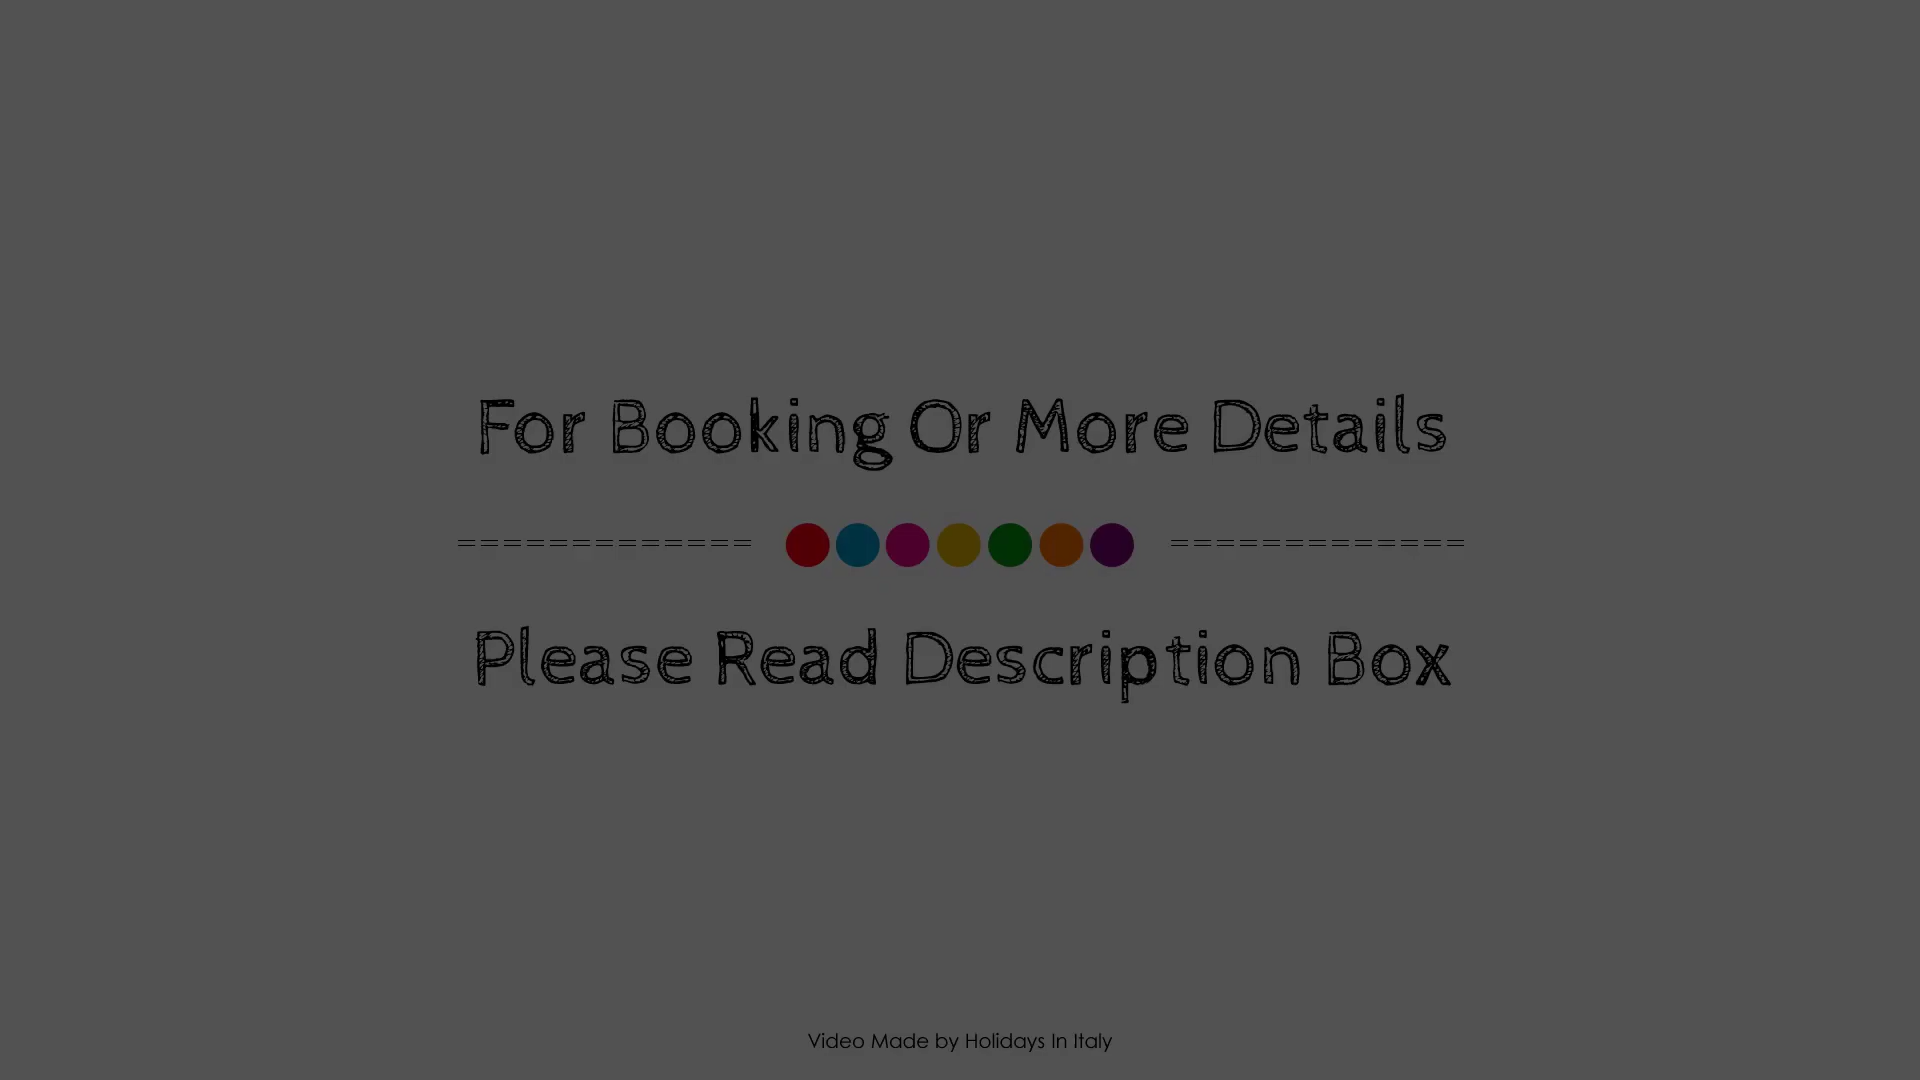 For Booking Or More Details
============= =============
Please Read Description Box
Video Made by Holidays In Italy